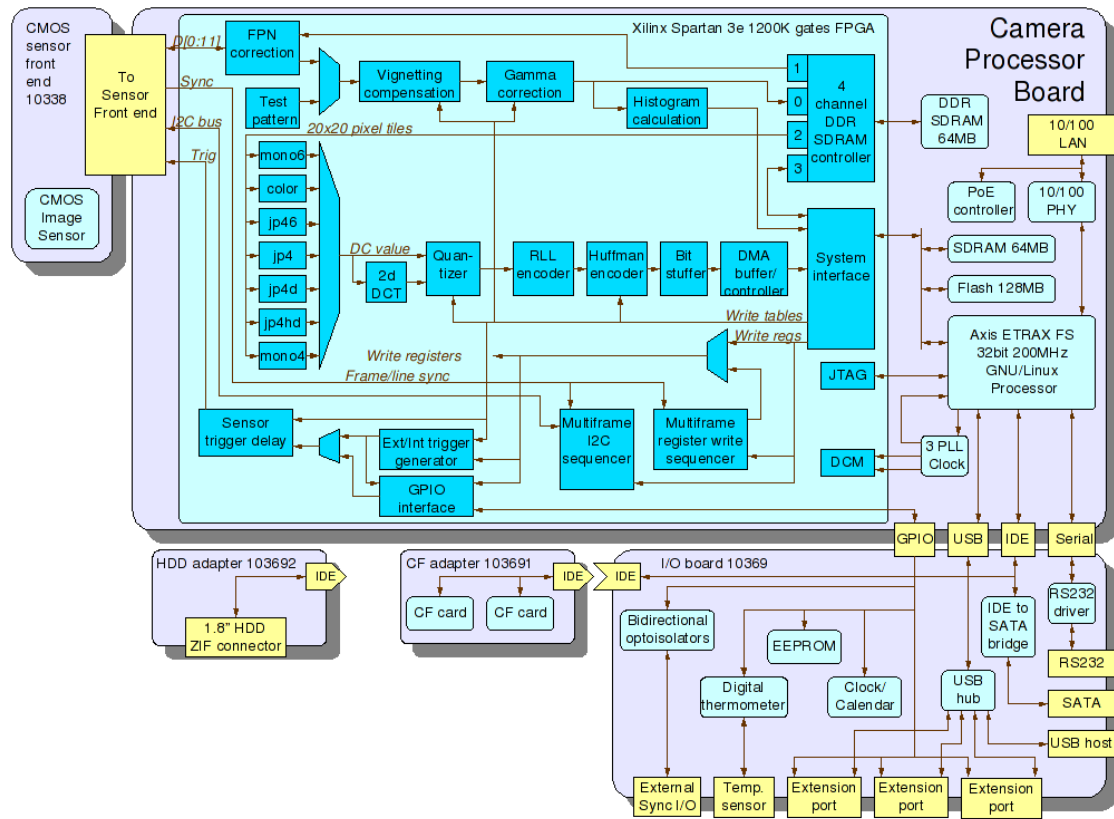 CMOS
sensor
front
end
10338
To
Sensor
Front end
CMOS
Image
Sensor
D[0:11]
Sync
I2C bus
Trig
Xilinx Spartan 3e 1200K gates FPGA
Camera
Processor
Board
FPN
correction
Test
pattern
Vignetting
compensation
Gamma
correction
Histogram
calculation
1
0
2
3
4
channel
DDR
SDRAM
controller
DDR
SDRAM
64MB
10/100
LAN
PoE
controller
10/100
PHY
20x20 pixel tiles
mono6
color
jp46
jp4
jp4d
jp4hd
mono4
DC value
2d
DCT
Quan-
tizer
RLL
encoder
Huffman
encoder
Bit
stuffer
DMA
buffer/
controller
System
interface
SDRAM 64MB
Flash 128MB
Axis ETRAX FS
32bit 200MHz
GNU/Linux
Processor
Write tables
Write regs
Write registers
Frame/line sync
JTAG
DCM
3 PLL
Clock
Sensor
trigger delay
Ext/Int trigger
generator
GPIO
interface
Multiframe
I2C
sequencer
Multiframe
register write
sequencer
GPIO
USB
IDE
Serial
HDD adapter 103692
IDE
1.8" HDD
ZIF connector
CF adapter 103691
IDE
CF card
CF card
IDE
I/O board 10369
Bidirectional
optoisolators
EEPROM
Digital
thermometer
Clock/
Calendar
USB
hub
IDE to
SATA
bridge
RS232
driver
RS232
SATA
USB host
External
Sync I/O
Temp.
sensor
Extension
port
Extension
port
Extension
port